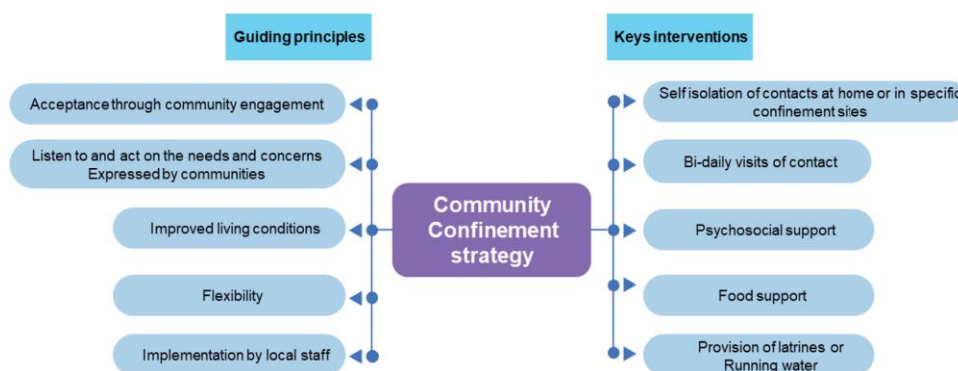 Guiding principles
Keys interventions
Acceptance through community engagement
Listen to and act on the needs and concerns
Expressed by communities
Improved living conditions
Flexibility
Implementation by local staff
Community
Confinement
strategy
Self isolation of contacts at home or in specific
confinement sites
Bi-daily visits of contact
Psychosocial support
Food support
Provision of latrines or
Running water